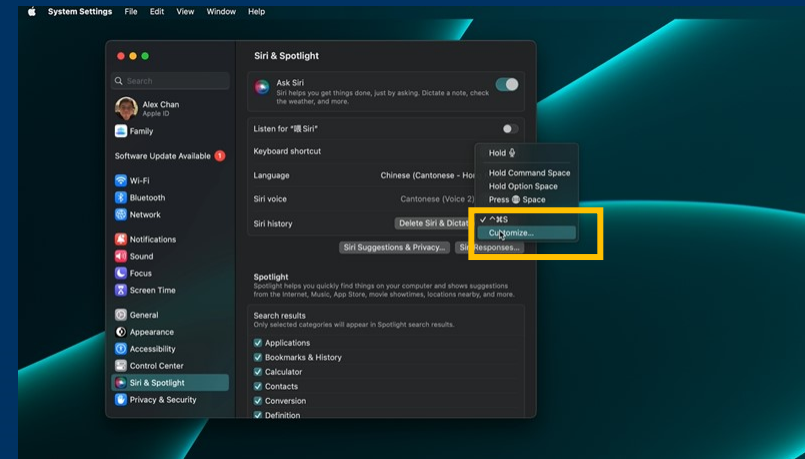 System Settings File Edit View Window Help
Siri & Spotlight
Search
Ask Siri
Siri helps you get things done, just by asking. Dictate a note, check
the weather, and more.
Alex Chan
Apple ID
Family
Listen for "喂 Siri"
Keyboard shortcut
Hold
Software Update Available 1
Language
Chinese (Cantonese - Ho
Hold Command Space
Hold Option Space
Press Space
Wi-Fi
Bluetooth
Network
Siri voice
Cantonese (Voice 2)
Siri history
Delete Siri & Dictat
✓ ^⌘S
Customize...
Siri Suggestions & Privacy...
Siri Responses...
Notifications
Sound
Focus
Screen Time
Spotlight
Spotlight helps you quickly find things on your computer and shows suggestions
from the internet, Music, App Store, movie showtimes, locations nearby, and more.
General
Appearance
Accessibility
Control Center
Siri & Spotlight
Privacy & Security
Search results
Only selected categories will appear in Spotlight search results.
Applications
Bookmarks & History
Calculator
Contacts
Conversion
Definition